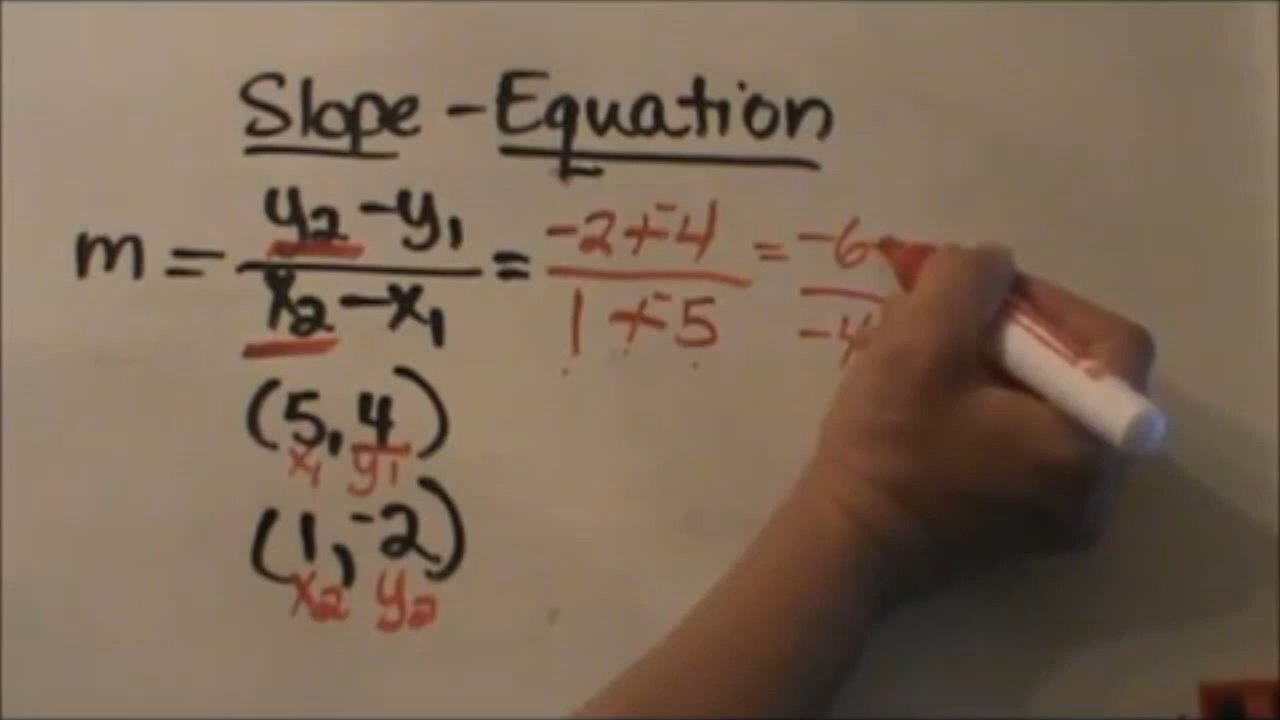 Slope - Equation
m = y₂ - y₁ / x₂ - x₁ = -2 + -4 / 1 + -5 = -6 / -4
(5, 4)
x₁ y₁
(1, -2)
x₂ y₂